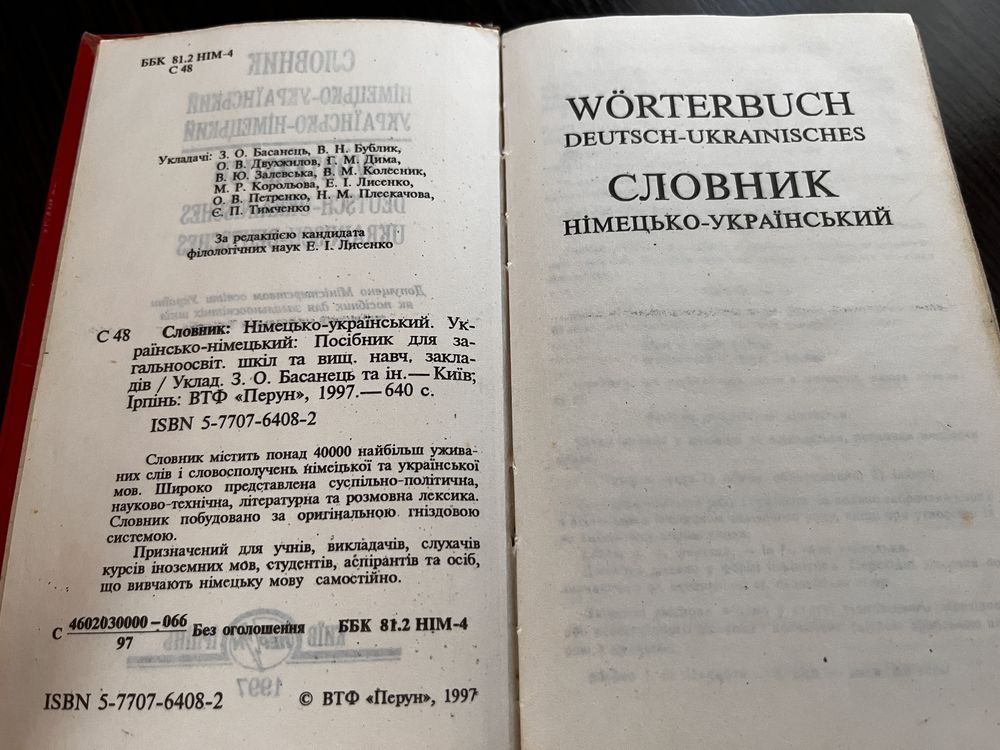 ББК 81.2 НІМ-4
С 48
Укладачі: З. О. Басанець, В. Н. Бублик,
О. В. Двухжилов, Г. М. Дима,
В. Ю. Залевська, В. М. Колесник,
М. Р. Корольова, Е. І. Лисенко,
О. В. Петренко, Н. М. Плескачова,
Є. П. Тимченко
За редакцією кандидата
філологічних наук Е. І. Лисенко
С 48 Словник: Німецько-український. Ук-
раїнсько-німецький: Посібник для за-
гальноосвіт. шкіл та вищ. навч. закла-
дів / Уклад. З. О. Басанець та ін.— Київ;
Ірпінь: ВТФ «Перун», 1997.— 640 с.
ISBN 5-7707-6408-2
Словник містить понад 40000 найбільш ужива-
них слів і словосполучень німецької та української
мов. Широко представлена суспільно-політична,
науково-технічна, літературна та розмовна лексика.
Словник побудовано за оригінальною гніздовою
системою.
Призначений для учнів, викладачів, слухачів
курсів іноземних мов, студентів, аспірантів та осіб,
що вивчають німецьку мову самостійно.
С 4602030000-066 Без оголошення ББК 81.2 НІМ-4
97
ISBN 5-7707-6408-2 © ВТФ «Перун», 1997
WÖRTERBUCH
DEUTSCH-UKRAINISCHES
СЛОВНИК
НІМЕЦЬКО-УКРАЇНСЬКИЙ